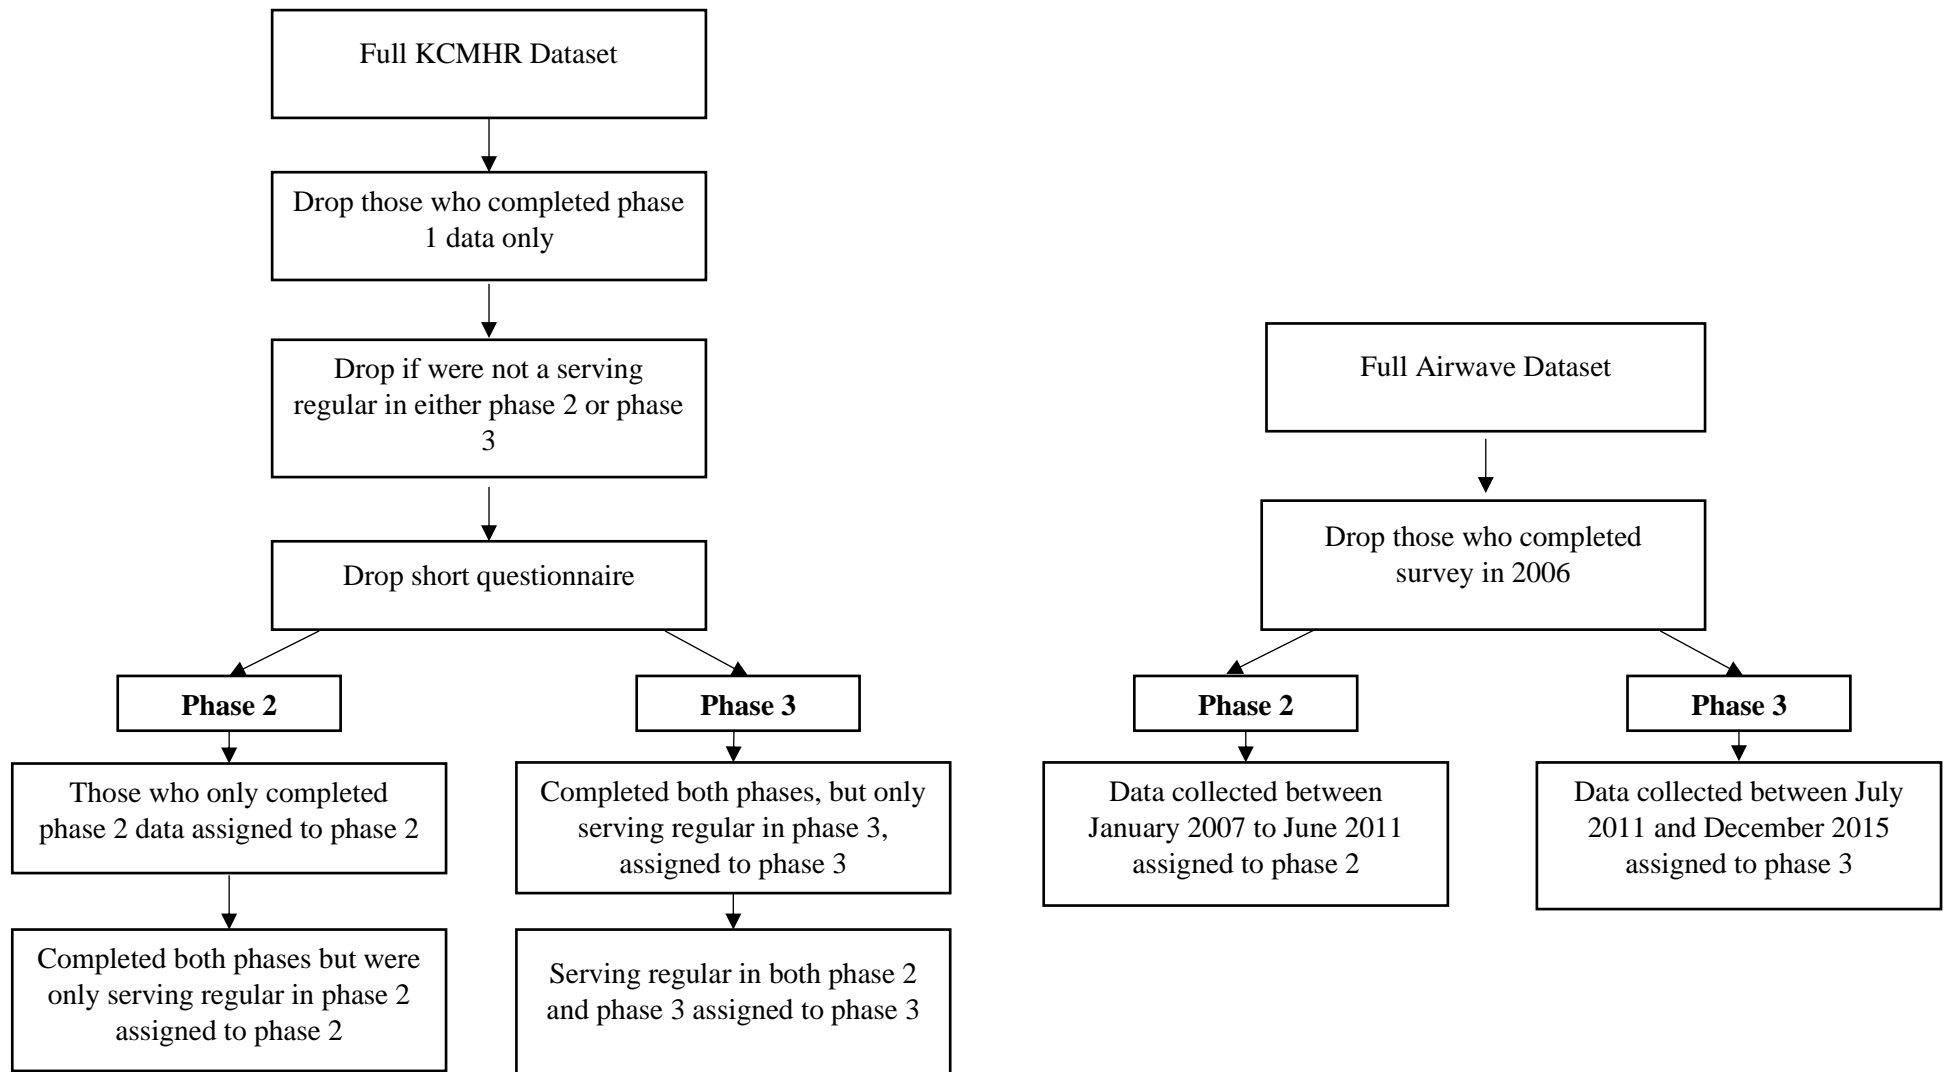 Full KCMHR Dataset
Drop those who completed phase
1 data only
Drop if were not a serving
regular in either phase 2 or phase
3
Drop short questionnaire
Phase 2
Those who only completed
phase 2 data assigned to phase 2
Completed both phases but were
only serving regular in phase 2
assigned to phase 2
Phase 3
Completed both phases, but only
serving regular in phase 3,
assigned to phase 3
Serving regular in both phase 2
and phase 3 assigned to phase 3
Full Airwave Dataset
Drop those who completed
survey in 2006
Phase 2
Data collected between
January 2007 to June 2011
assigned to phase 2
Phase 3
Data collected between July
2011 and December 2015
assigned to phase 3